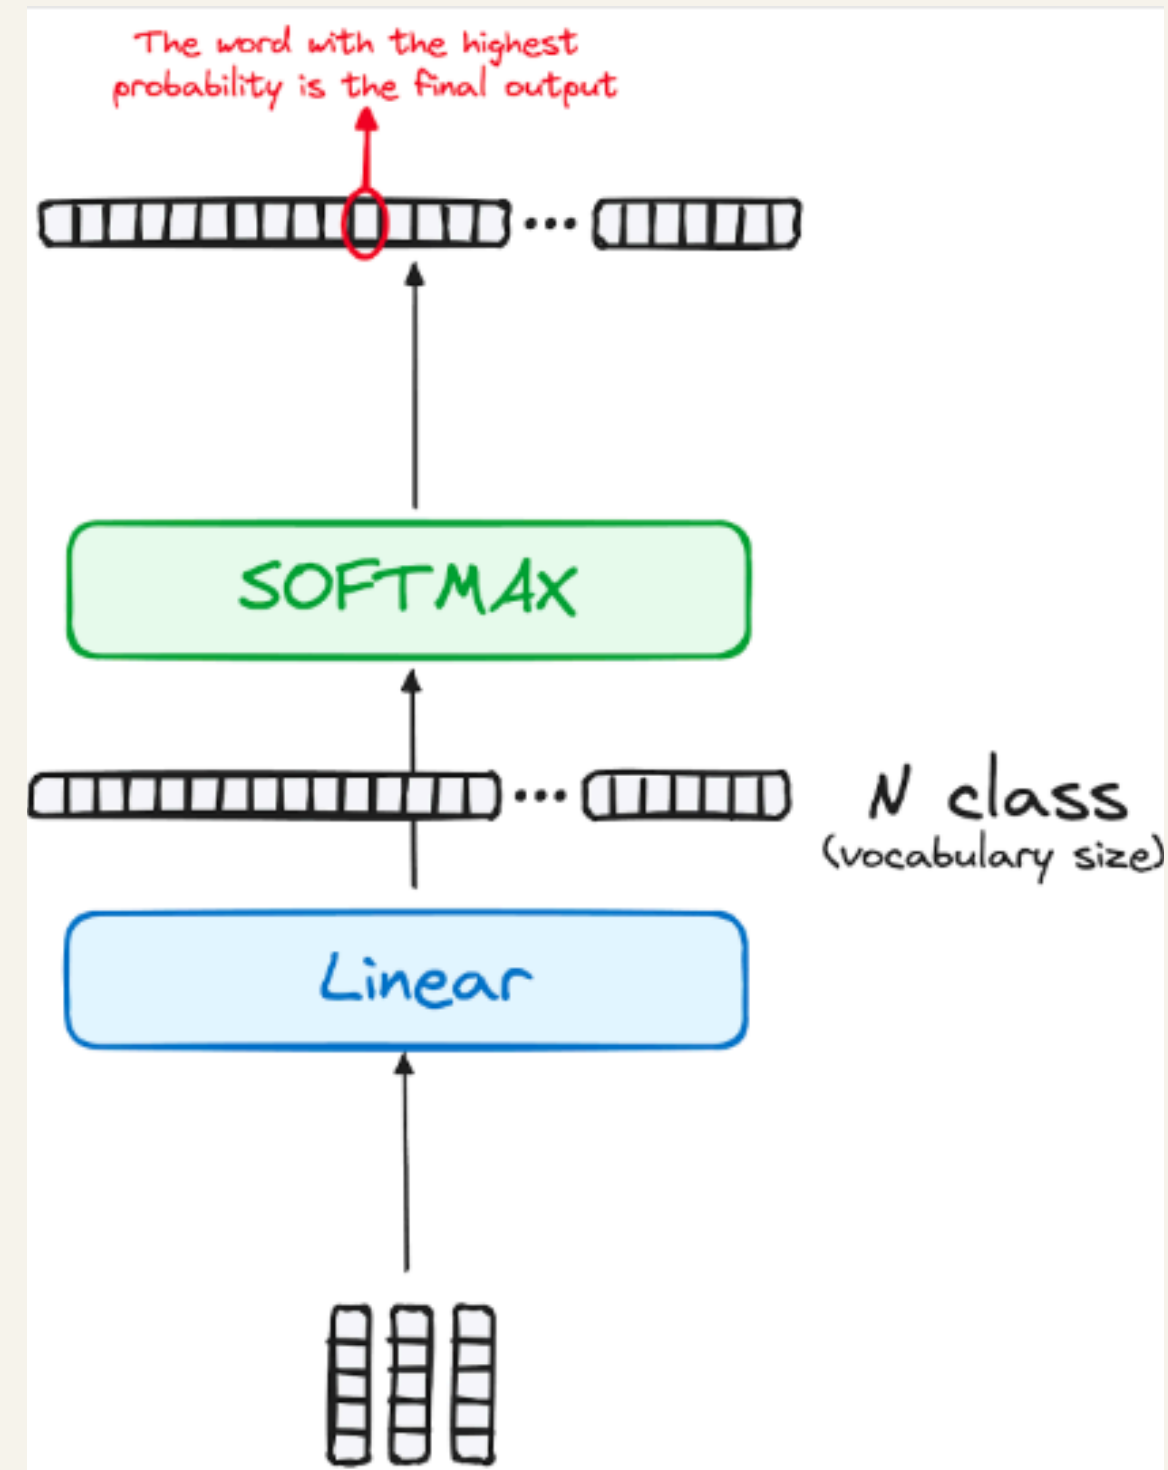 The word with the highest
probability is the final output
SOFTMAX
N class
(vocabulary size)
Linear